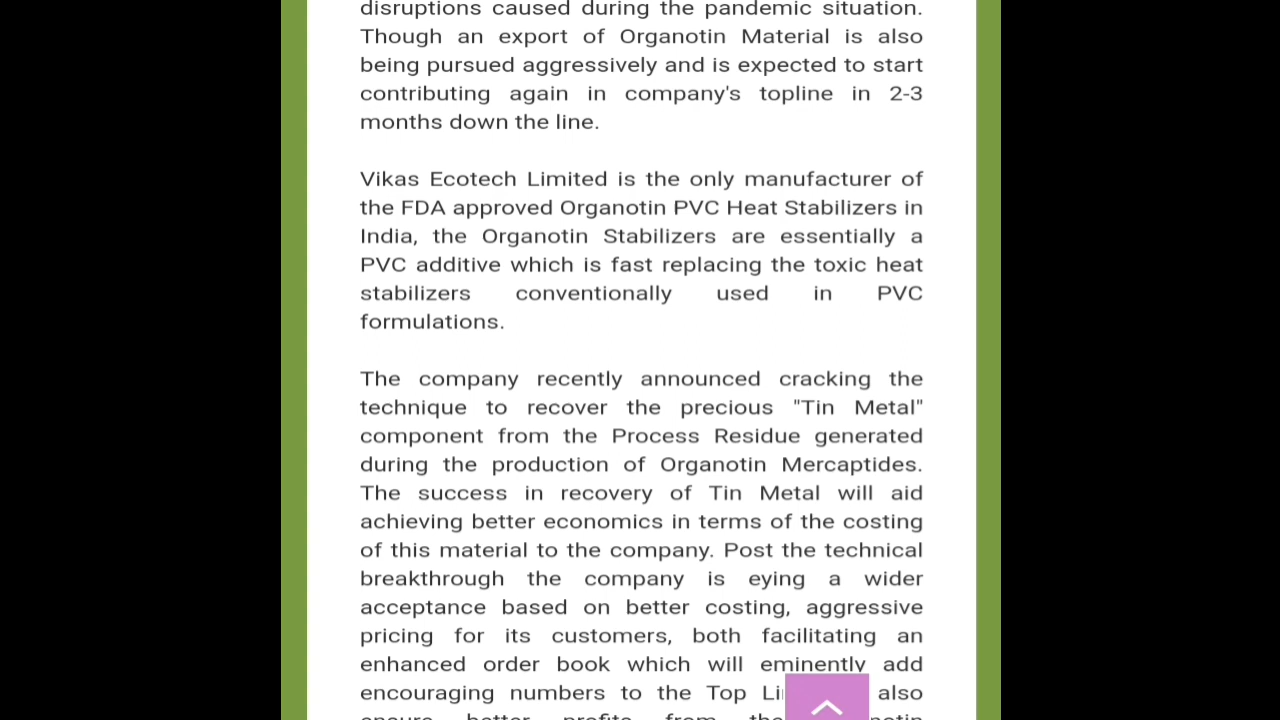 disruptions caused during the pandemic situation.
Though an export of Organotin Material is also
being pursued aggressively and is expected to start
contributing again in company's topline in 2-3
months down the line.
Vikas Ecotech Limited is the only manufacturer of
the FDA approved Organotin PVC Heat Stabilizers in
India, the Organotin Stabilizers are essentially a
PVC additive which is fast replacing the toxic heat
stabilizers conventionally used in PVC
formulations.
The company recently announced cracking the
technique to recover the precious "Tin Metal"
component from the Process Residue generated
during the production of Organotin Mercaptides.
The success in recovery of Tin Metal will aid
achieving better economics in terms of the costing
of this material to the company. Post the technical
breakthrough the company is eying a wider
acceptance based on better costing, aggressive
pricing for its customers, both facilitating an
enhanced order book which will eminently add
encouraging numbers to the Top Li also
ensure better profits from the